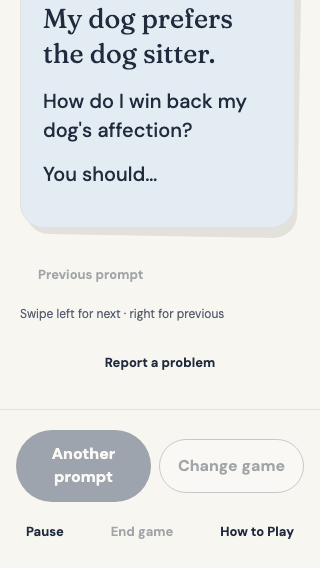 My dog prefers
the dog sitter.
How do I win back my
dog's affection?
You should...
Previous prompt
Swipe left for next · right for previous
Report a problem
Another
prompt
Change game
Pause
End game
How to Play